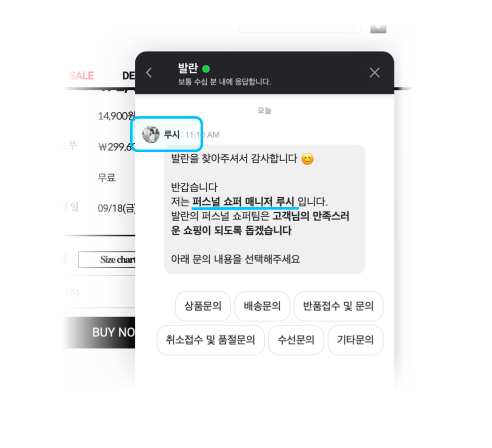 SALE
DE
발란
보통 수십 분 내에 응답합니다.
오늘
14,900원
루시 11:10 AM
부
₩299,6
발란을 찾아주셔서 감사합니다 😊
무료
반갑습니다
저는 퍼스널 쇼퍼 매니저 루시 입니다.
일
09/18(금)
발란의 퍼스널 쇼퍼팀은 고객님의 만족스러
운 쇼핑이 되도록 돕겠습니다
Size chart
아래 문의 내용을 선택해주세요
상품문의
배송문의
반품접수 및 문의
BUY NO
취소접수 및 품절문의
수선문의
기타문의